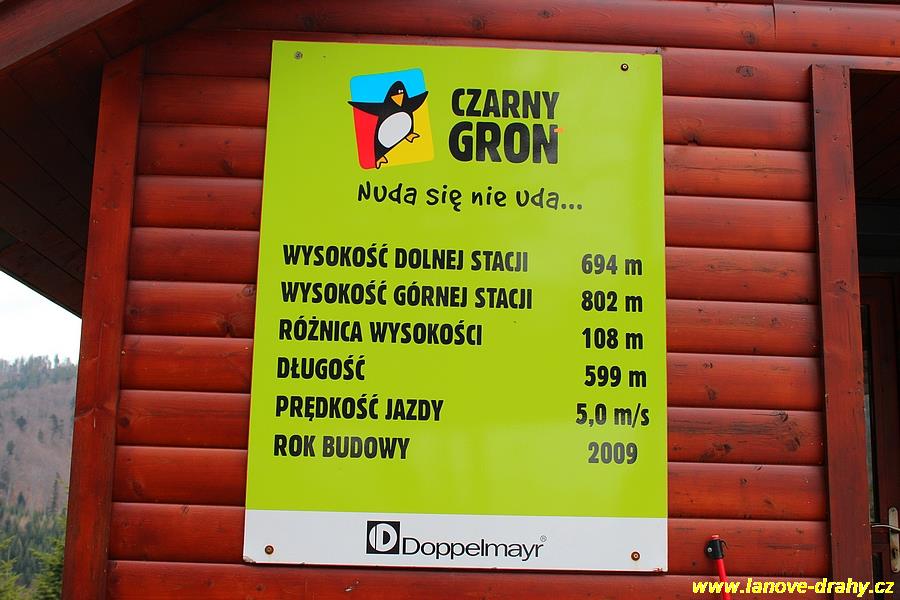 CZARNY
GROŃ
Nuda się nie uda...
WYSOKOŚĆ DOLNEJ STACJI 694 m
WYSOKOŚĆ GÓRNEJ STACJI 802 m
RÓŻNICA WYSOKOŚCI 108 m
DŁUGOŚĆ 599 m
PRĘDKOŚĆ JAZDY 5,0 m/s
ROK BUDOWY 2009
Doppelmayr®
www.lanove-drahy.cz